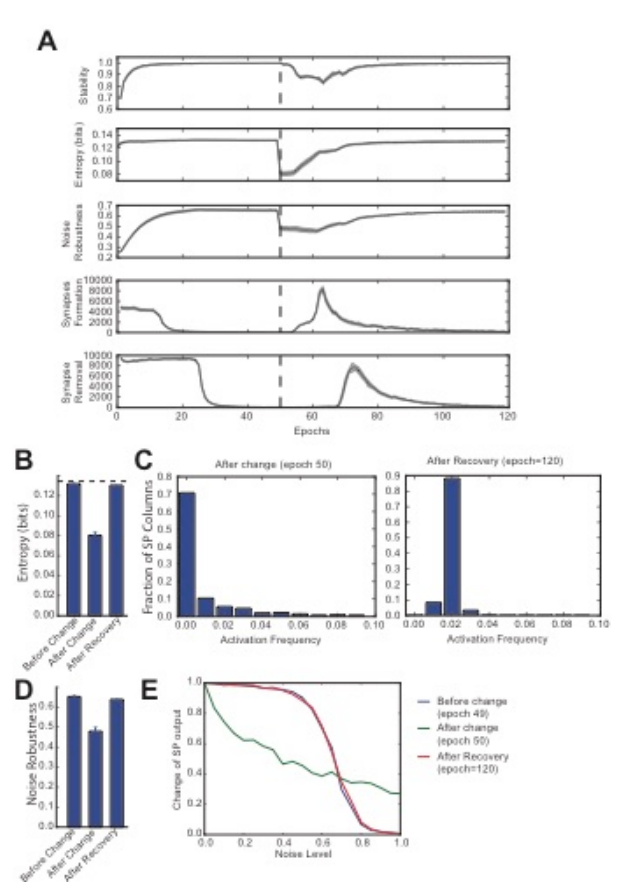 A
Stability
1.0
0.9
0.8
0.7
0.6
Entropy (bits)
0.14
0.12
0.10
0.08
Noise
Robustness
0.7
0.6
0.5
0.4
0.3
0.2
Synapses
Formation
10000
8000
6000
4000
2000
0
Synapse
Removal
10000
8000
6000
4000
2000
0
0 20 40 60 80 100 120
Epochs
B
Entropy (bits)
0.12
0.10
0.08
0.06
0.04
0.02
0.00
Before Change
After Change
After Recovery
C
After change (epoch 50)
Fraction of SP Columns
0.8
0.7
0.6
0.5
0.4
0.3
0.2
0.1
0.0
0.00 0.02 0.04 0.06 0.08 0.10
Activation Frequency
After Recovery (epoch=120)
0.9
0.8
0.7
0.6
0.5
0.4
0.3
0.2
0.1
0.0
0.00 0.02 0.04 0.06 0.08 0.10
Activation Frequency
D
Noise Robustness
0.6
0.5
0.4
0.3
0.2
0.1
0.0
Before Change
After Change
After Recovery
E
Change of SP output
1.0
0.8
0.6
0.4
0.2
0.0
0.0 0.2 0.4 0.6 0.8 1.0
Noise Level
Before change
(epoch 49)
After change
(epoch 50)
After Recovery
(epoch=120)